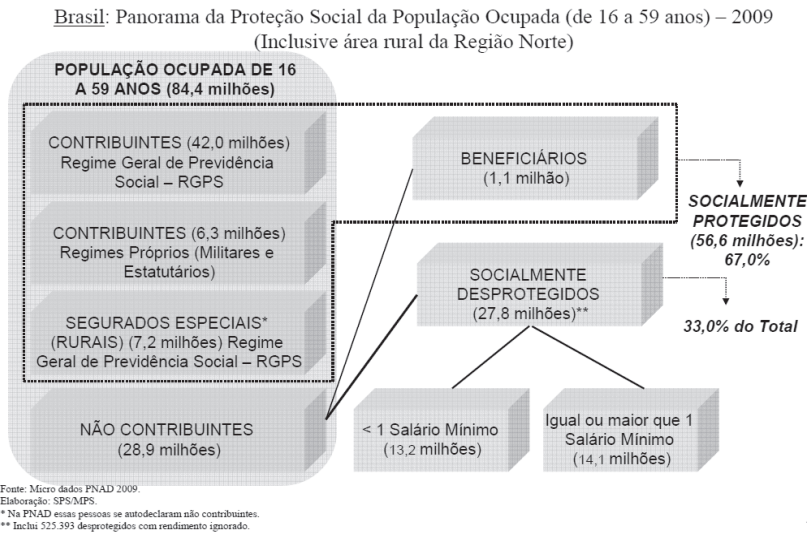 Brasil: Panorama da Proteção Social da População Ocupada (de 16 a 59 anos) – 2009
(Inclusive área rural da Região Norte)
POPULAÇÃO OCUPADA DE 16
A 59 ANOS (84,4 milhões)
CONTRIBUINTES (42,0 milhões)
Regime Geral de Previdência
Social – RGPS
CONTRIBUINTES (6,3 milhões)
Regimes Próprios (Militares e
Estatutários)
SEGURADOS ESPECIAIS*
(RURAIS) (7,2 milhões) Regime
Geral de Previdência Social – RGPS
NÃO CONTRIBUINTES
(28,9 milhões)
BENEFICIÁRIOS
(1,1 milhão)
SOCIALMENTE
PROTEGIDOS
(56,6 milhões):
67,0%
SOCIALMENTE
DESPROTEGIDOS
(27,8 milhões)**
33,0% do Total
< 1 Salário Mínimo
(13,2 milhões)
Igual ou maior que 1
Salário Mínimo
(14,1 milhões)
Fonte: Micro dados PNAD 2009.
Elaboração: SPS/MPS.
* Na PNAD essas pessoas se autodeclaram não contribuintes.
** Inclui 525.393 desprotegidos com rendimento ignorado.